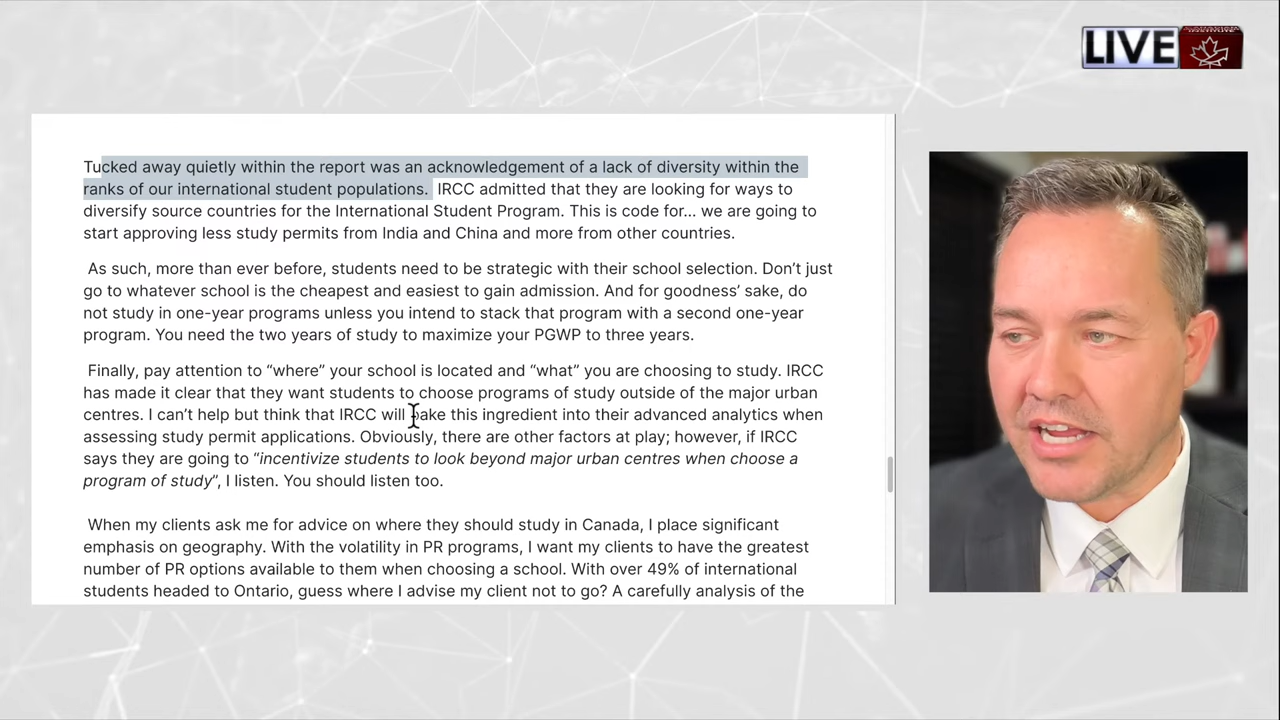 LIVE
Tucked away quietly within the report was an acknowledgement of a lack of diversity within the
ranks of our international student populations. IRCC admitted that they are looking for ways to
diversify source countries for the International Student Program. This is code for... we are going to
start approving less study permits from India and China and more from other countries.
As such, more than ever before, students need to be strategic with their school selection. Don’t just
go to whatever school is the cheapest and easiest to gain admission. And for goodness’ sake, do
not study in one-year programs unless you intend to stack that program with a second one-year
program. You need the two years of study to maximize your PGWP to three years.
Finally, pay attention to “where” your school is located and “what” you are choosing to study. IRCC
has made it clear that they want students to choose programs of study outside of the major urban
centres. I can’t help but think that IRCC will bake this ingredient into their advanced analytics when
assessing study permit applications. Obviously, there are other factors at play; however, if IRCC
says they are going to “incentivize students to look beyond major urban centres when choose a
program of study”, I listen. You should listen too.
When my clients ask me for advice on where they should study in Canada, I place significant
emphasis on geography. With the volatility in PR programs, I want my clients to have the greatest
number of PR options available to them when choosing a school. With over 49% of international
students headed to Ontario, guess where I advise my client not to go? A carefully analysis of the